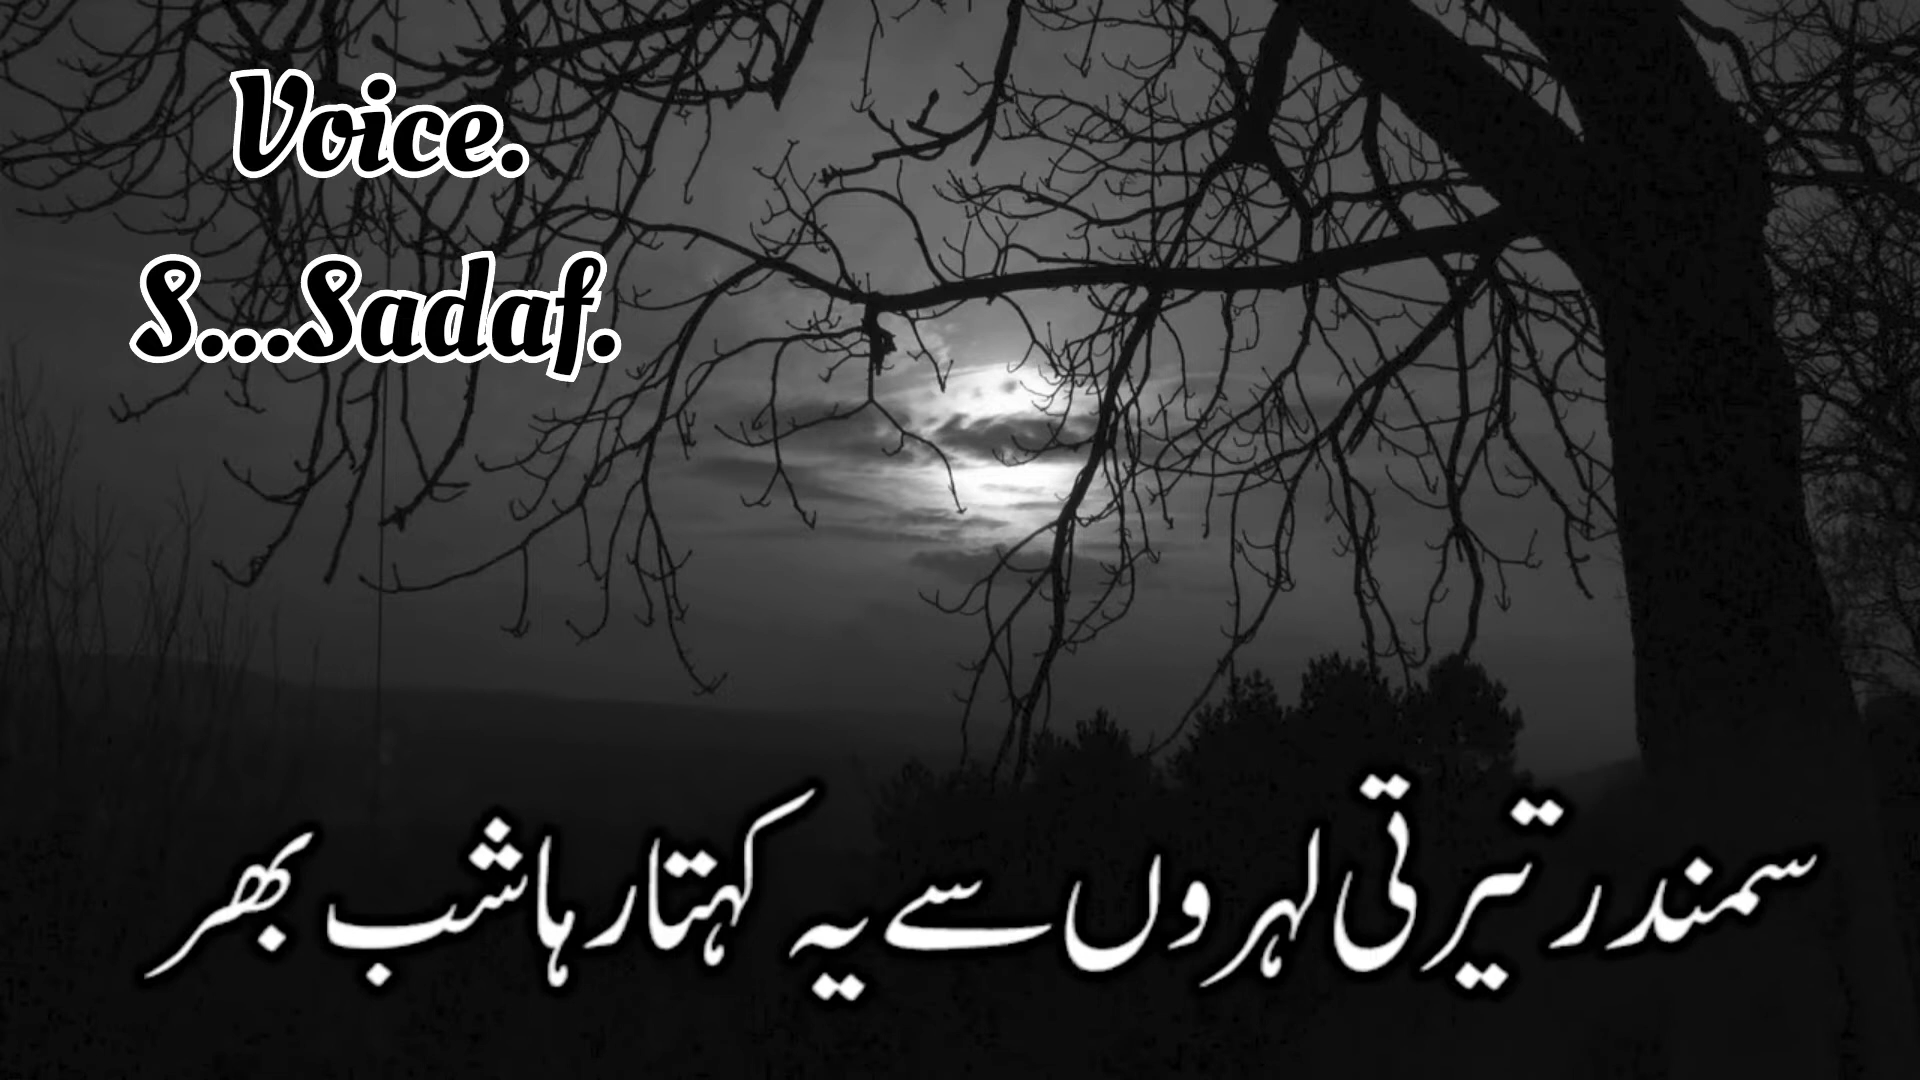 Voice.
S...Sadaf.
سمندر تیرتی لہروں سے یہ کہتا رہا شب بھر